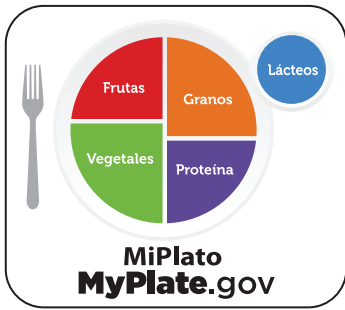 Frutas
Granos
Lácteos
Vegetales
Proteína
MiPlato
MyPlate.gov